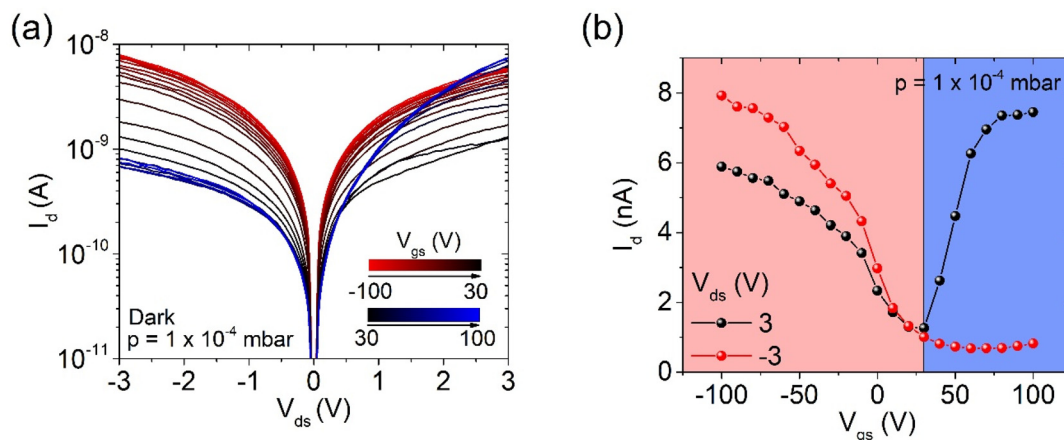 (a)
10⁻⁸
10⁻⁹
10⁻¹⁰
10⁻¹¹
I_d (A)
V_gs (V)
-100 30
30 100
Dark
p = 1 x 10⁻⁴ mbar
-3 -2 -1 0 1 2 3
V_ds (V)
(b)
p = 1 x 10⁻⁴ mbar
8
6
4
2
0
I_d (nA)
V_ds (V)
3
-3
-100 -50 0 50 100
V_gs (V)